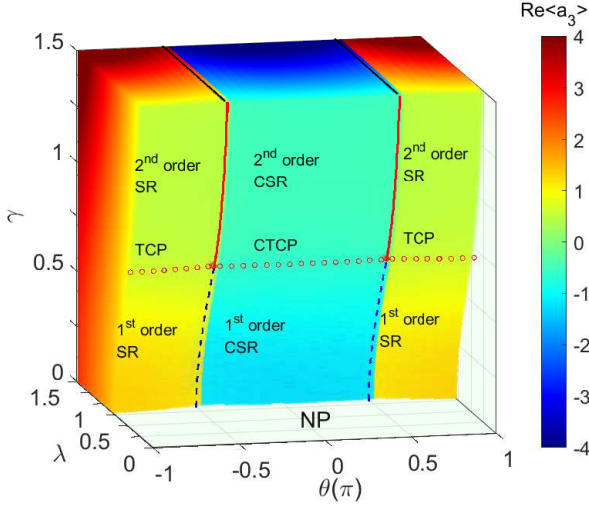 Re<a3>
1.5
1
0.5
0
γ
2nd order
SR
2nd order
CSR
2nd order
SR
TCP
CTCP
TCP
1st order
SR
1st order
CSR
1st order
SR
NP
1.5
1
0.5
0
λ
-1
-0.5
0
0.5
1
θ(π)
4
3
2
1
0
-1
-2
-3
-4